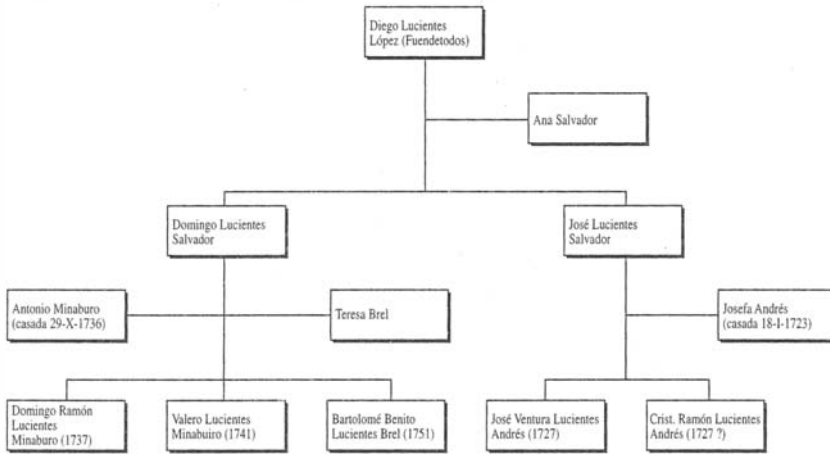 Diego Lucientes
López (Fuendetodos)
Ana Salvador
Domingo Lucientes
Salvador
José Lucientes
Salvador
Antonio Minaburo
(casada 29-X-1736)
Teresa Brel
Josefa Andrés
(casada 18-I-1723)
Domingo Ramón
Lucientes
Minaburo (1737)
Valero Lucientes
Minabuiro (1741)
Bartolomé Benito
Lucientes Brel (1751)
José Ventura Lucientes
Andrés (1727)
Crist. Ramón Lucientes
Andrés (1727 ?)